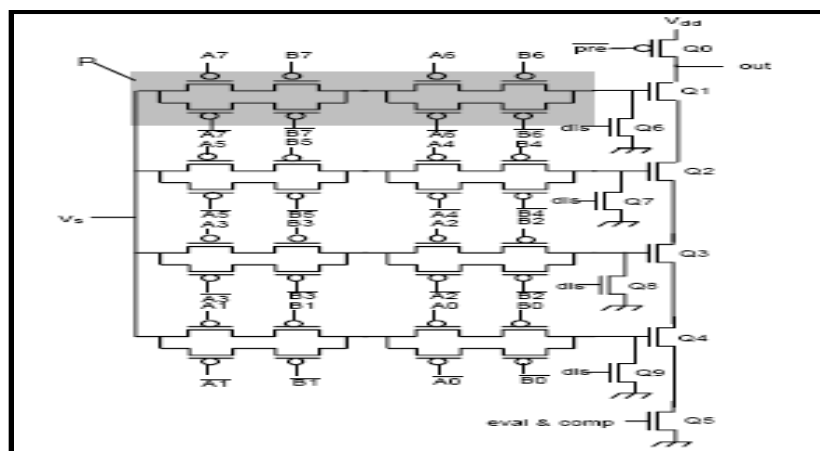 Vdd
pre Q0
P A7 B7 A6 B6 out
Q1
dis Q6
A7 B7 A6 B6
A5 B5 A4 B4
Q2
dis Q7
A5 B5 A4 B4
A3 B3 A2 B2
Vs
Q3
dis Q8
A3 B3 A2 B2
A1 B1 A0 B0
Q4
dis Q9
A1 B1 A0 B0
eval & comp Q5